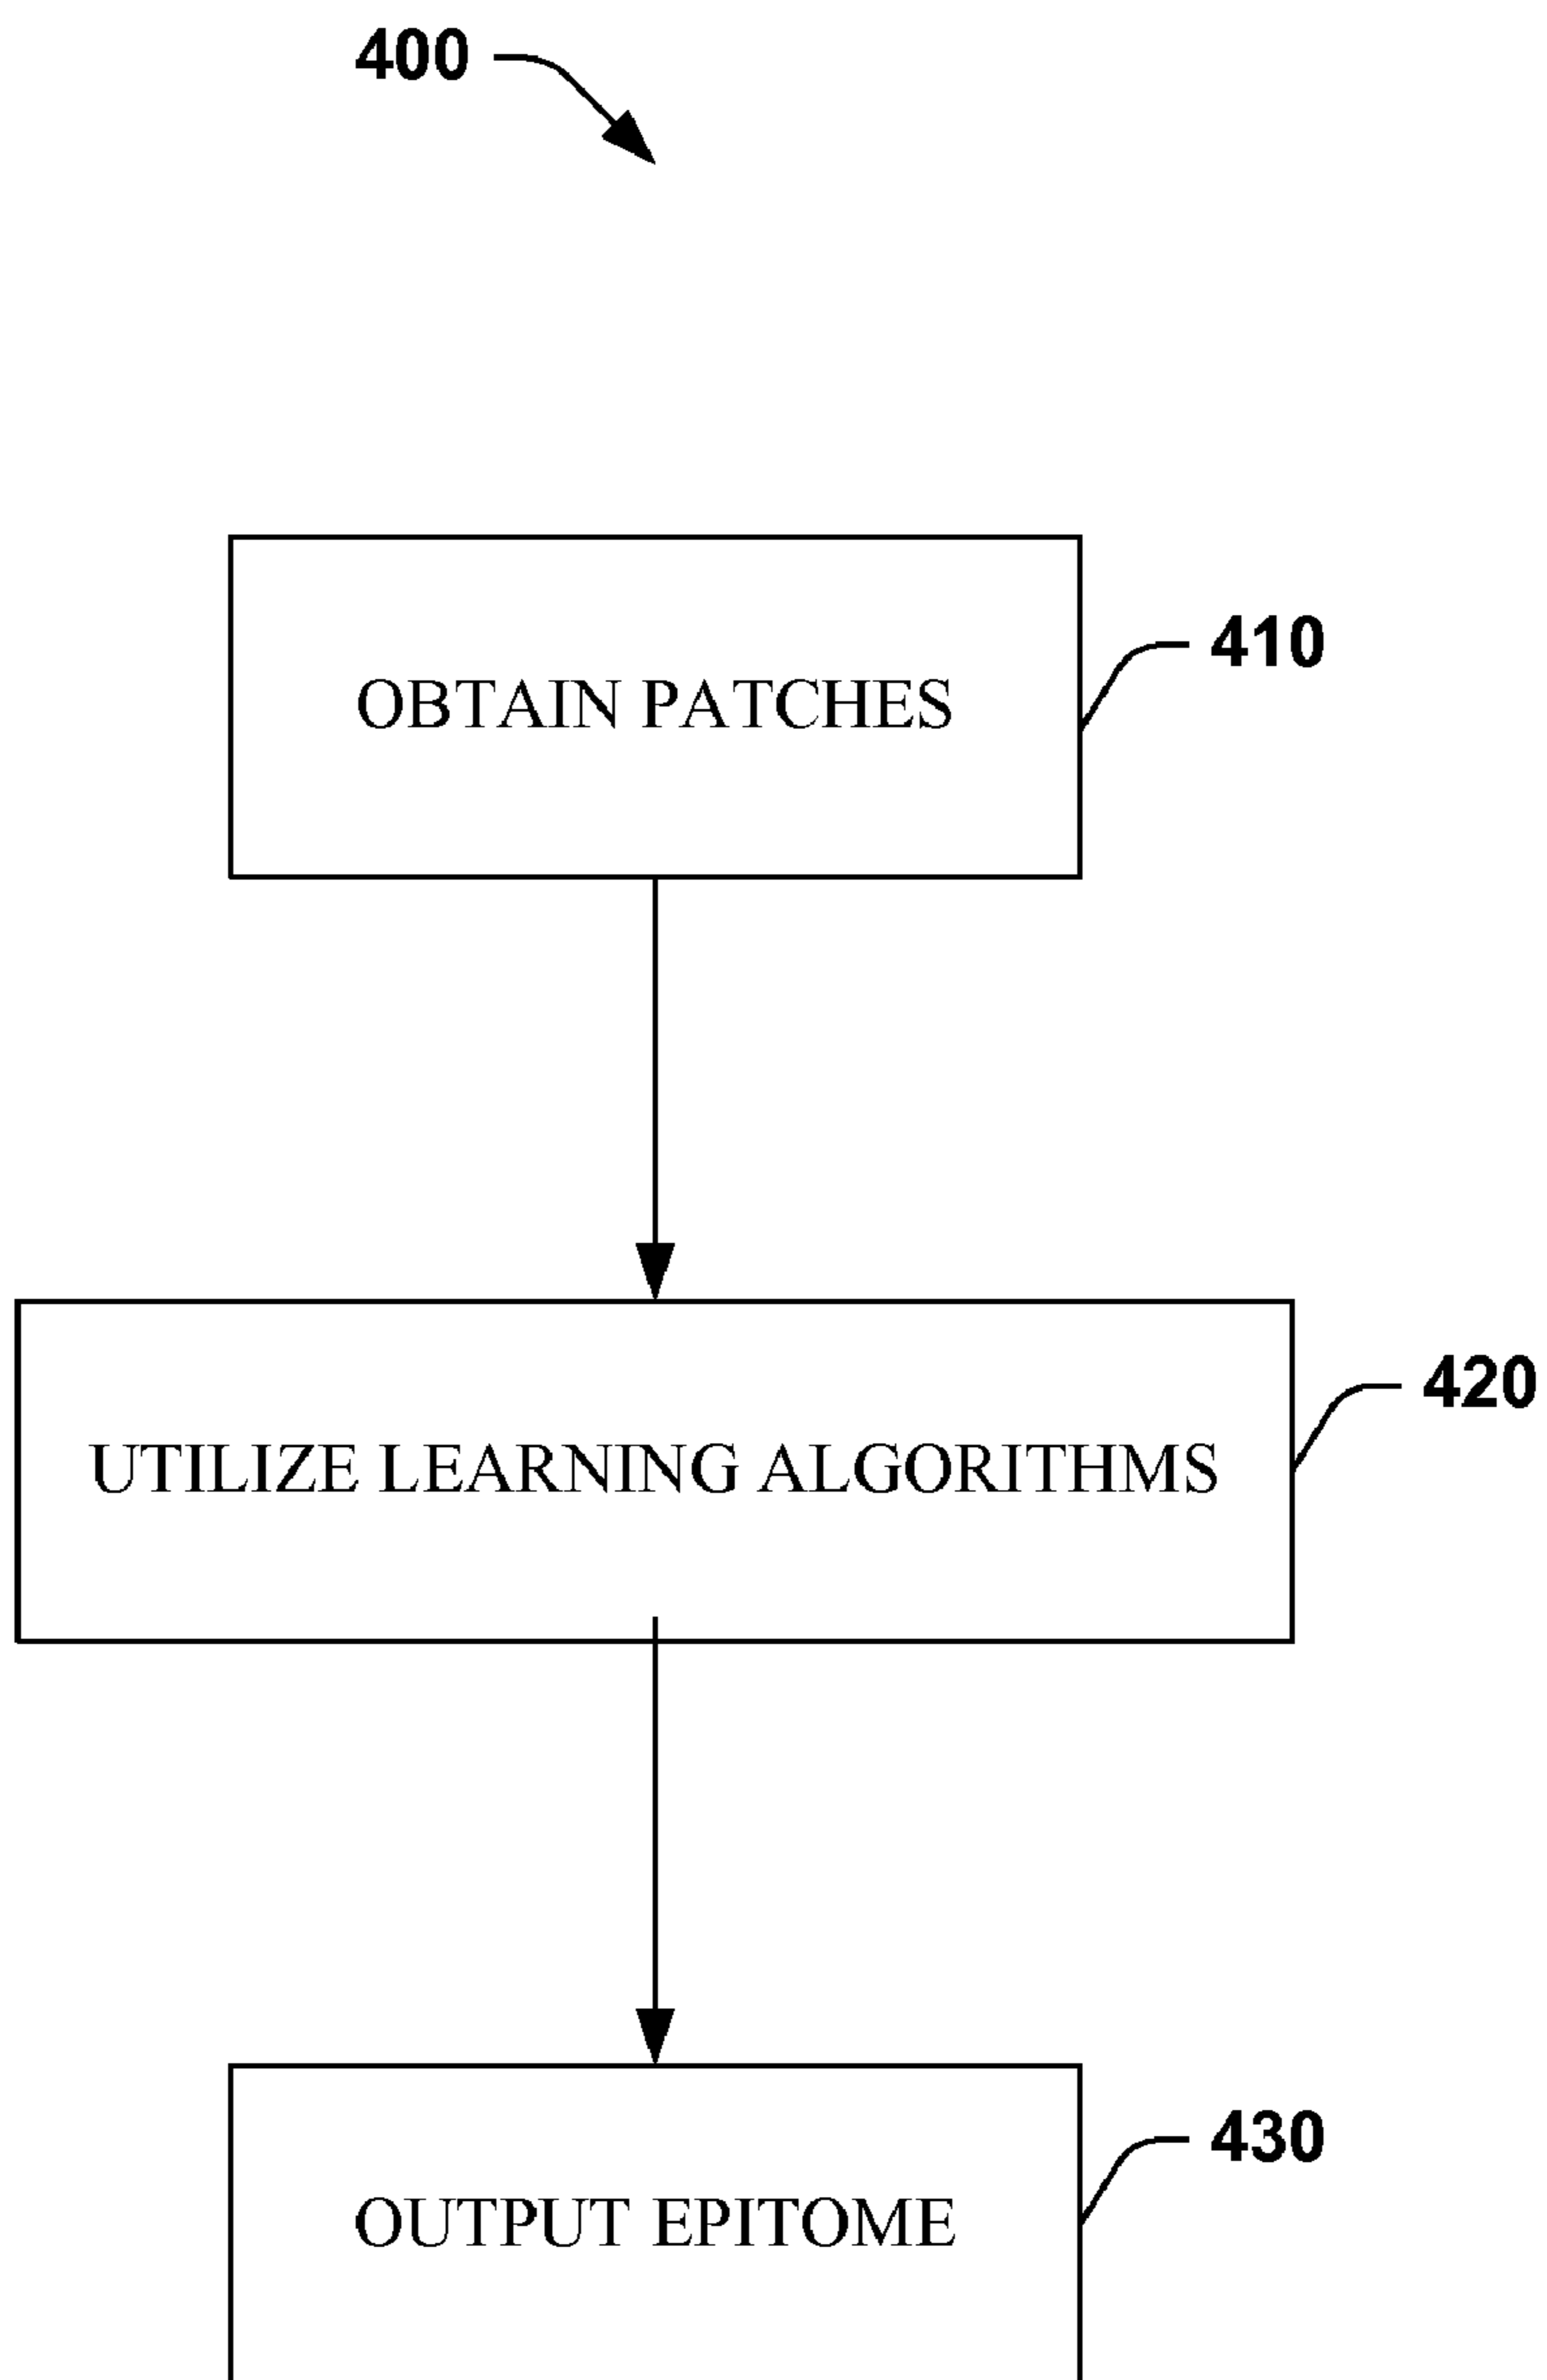 400
OBTAIN PATCHES
410
UTILIZE LEARNING ALGORITHMS
420
OUTPUT EPITOME
430